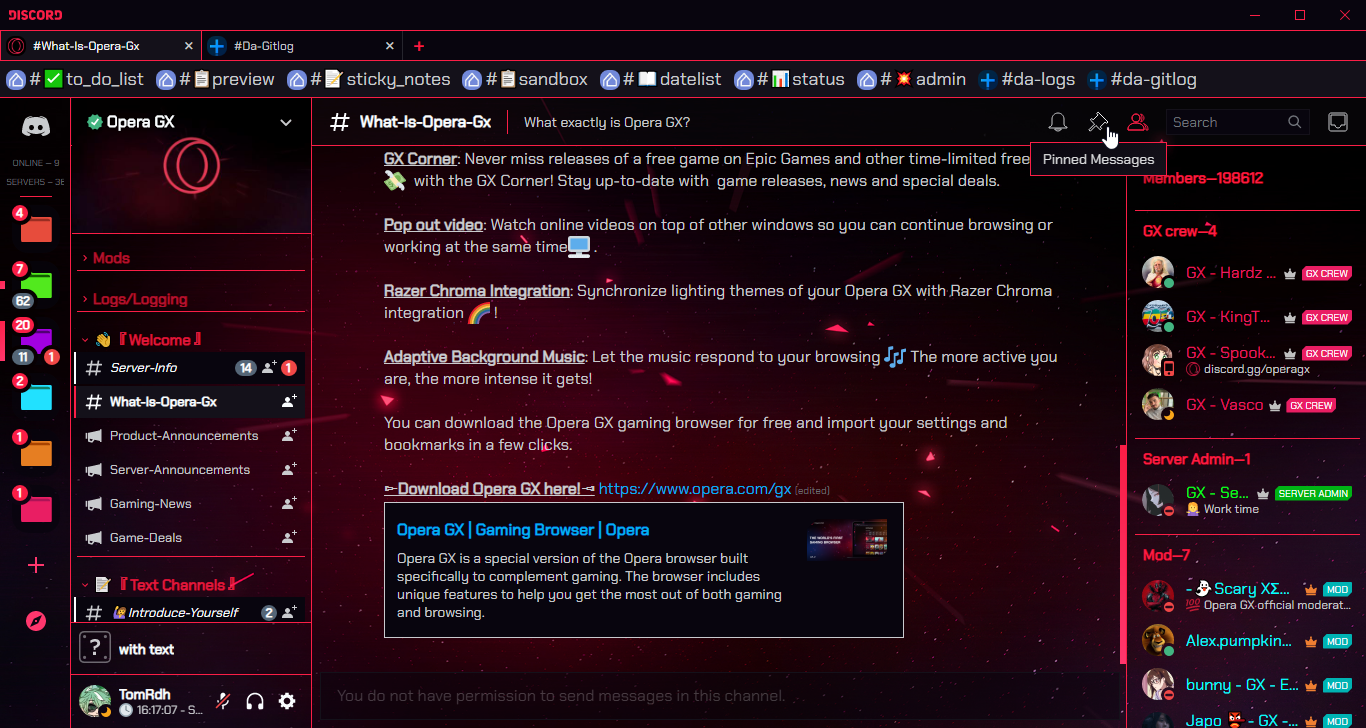 DISCORD
#What-Is-Opera-Gx
#Da-Gitlog
# ✅ to_do_list
# 📋 preview
# 📝 sticky_notes
# 📋 sandbox
# 📖 datelist
# 📊 status
# 💥 admin
#da-logs
#da-gitlog
ONLINE — 9
SERVERS — 36
4
7
62
20
11
1
2
1
1
Opera GX
Mods
Logs/Logging
👋『Welcome』
Server-Info 14 1
What-Is-Opera-Gx
Product-Announcements
Server-Announcements
Gaming-News
Game-Deals
📝『Text Channels』
🙋Introduce-Yourself 2
? with text
TomRdh
16:17:07 - S...
# What-Is-Opera-Gx
What exactly is Opera GX?
Search
Pinned Messages
GX Corner: Never miss releases of a free game on Epic Games and other time-limited free
💸 with the GX Corner! Stay up-to-date with game releases, news and special deals.
Pop out video: Watch online videos on top of other windows so you can continue browsing or
working at the same time🖥️.
Razer Chroma Integration: Synchronize lighting themes of your Opera GX with Razer Chroma
integration 🌈!
Adaptive Background Music: Let the music respond to your browsing 🎶 The more active you
are, the more intense it gets!
You can download the Opera GX gaming browser for free and import your settings and
bookmarks in a few clicks.
➳Download Opera GX here!⤙ https://www.opera.com/gx (edited)
Opera GX | Gaming Browser | Opera
Opera GX is a special version of the Opera browser built
specifically to complement gaming. The browser includes
unique features to help you get the most out of both gaming
and browsing.
THE WORLD'S FIRST
GAMING BROWSER
You do not have permission to send messages in this channel.
Members—198612
GX crew—4
GX - Hardz ... GX CREW
GX - KingT... GX CREW
GX - Spook... GX CREW
discord.gg/operagx
GX - Vasco GX CREW
Server Admin—1
GX - Se... SERVER ADMIN
Work time
Mod—7
- 👻Scary XΣ... MOD
💯 Opera GX official moderat...
Alex.pumpkin... MOD
bunny - GX - E... MOD
Japo 👺 - GX -... MOD